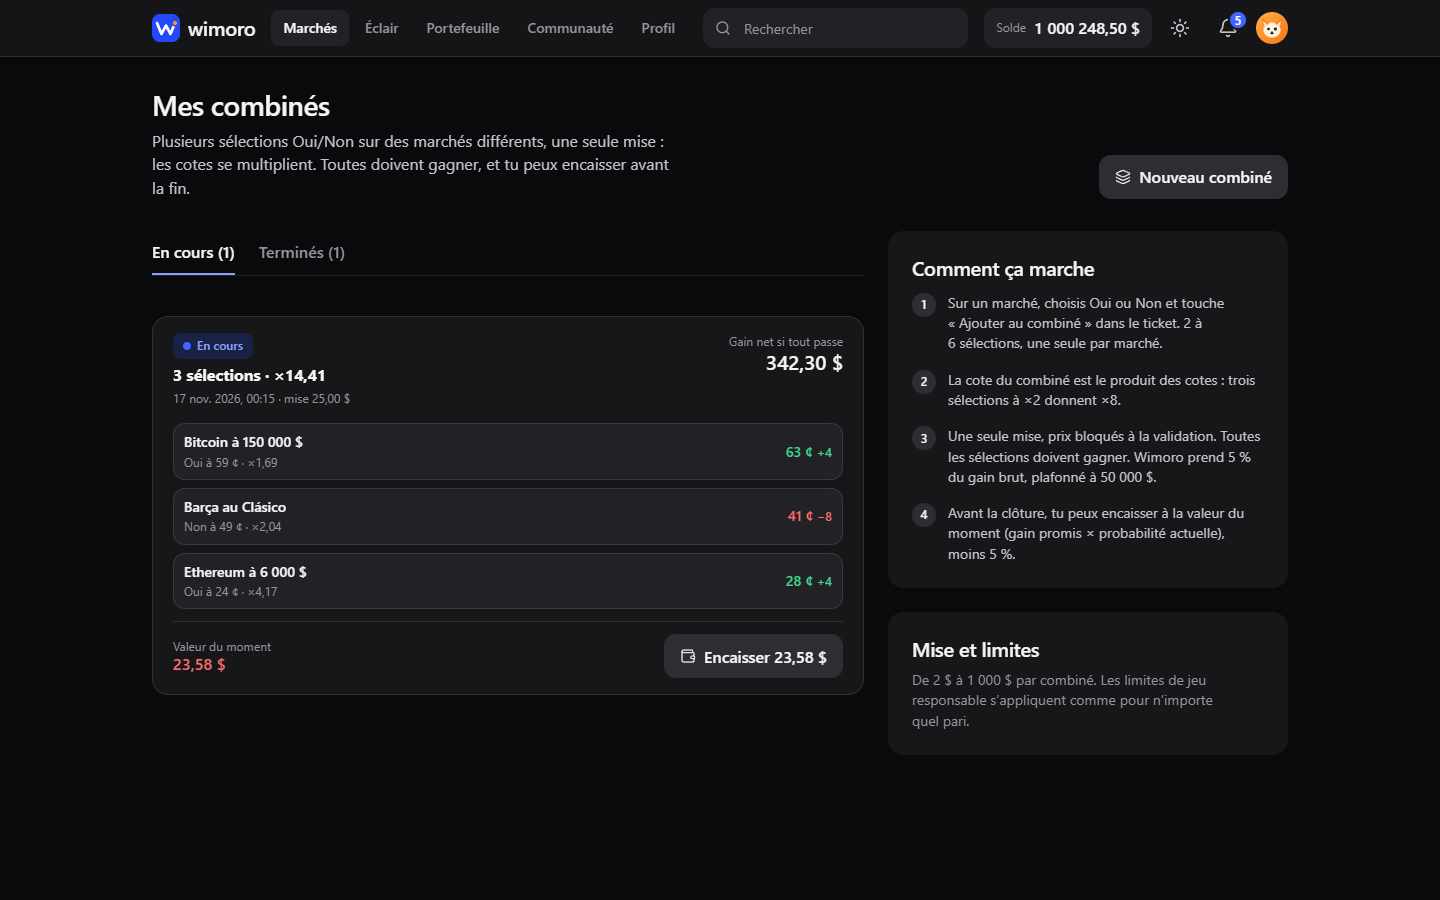 wimoro
Marchés
Éclair
Portefeuille
Communauté
Profil
Rechercher
Solde 1 000 248,50 $
5
Mes combinés
Plusieurs sélections Oui/Non sur des marchés différents, une seule mise :
les cotes se multiplient. Toutes doivent gagner, et tu peux encaisser avant
la fin.
Nouveau combiné
En cours (1)
Terminés (1)
En cours
3 sélections · ×14,41
17 nov. 2026, 00:15 · mise 25,00 $
Gain net si tout passe
342,30 $
Bitcoin à 150 000 $
Oui à 59 ¢ · ×1,69
63 ¢ +4
Barça au Clásico
Non à 49 ¢ · ×2,04
41 ¢ −8
Ethereum à 6 000 $
Oui à 24 ¢ · ×4,17
28 ¢ +4
Valeur du moment
23,58 $
Encaisser 23,58 $
Comment ça marche
1
Sur un marché, choisis Oui ou Non et touche
« Ajouter au combiné » dans le ticket. 2 à
6 sélections, une seule par marché.
2
La cote du combiné est le produit des cotes : trois
sélections à ×2 donnent ×8.
3
Une seule mise, prix bloqués à la validation. Toutes
les sélections doivent gagner. Wimoro prend 5 %
du gain brut, plafonné à 50 000 $.
4
Avant la clôture, tu peux encaisser à la valeur du
moment (gain promis × probabilité actuelle),
moins 5 %.
Mise et limites
De 2 $ à 1 000 $ par combiné. Les limites de jeu
responsable s'appliquent comme pour n'importe
quel pari.